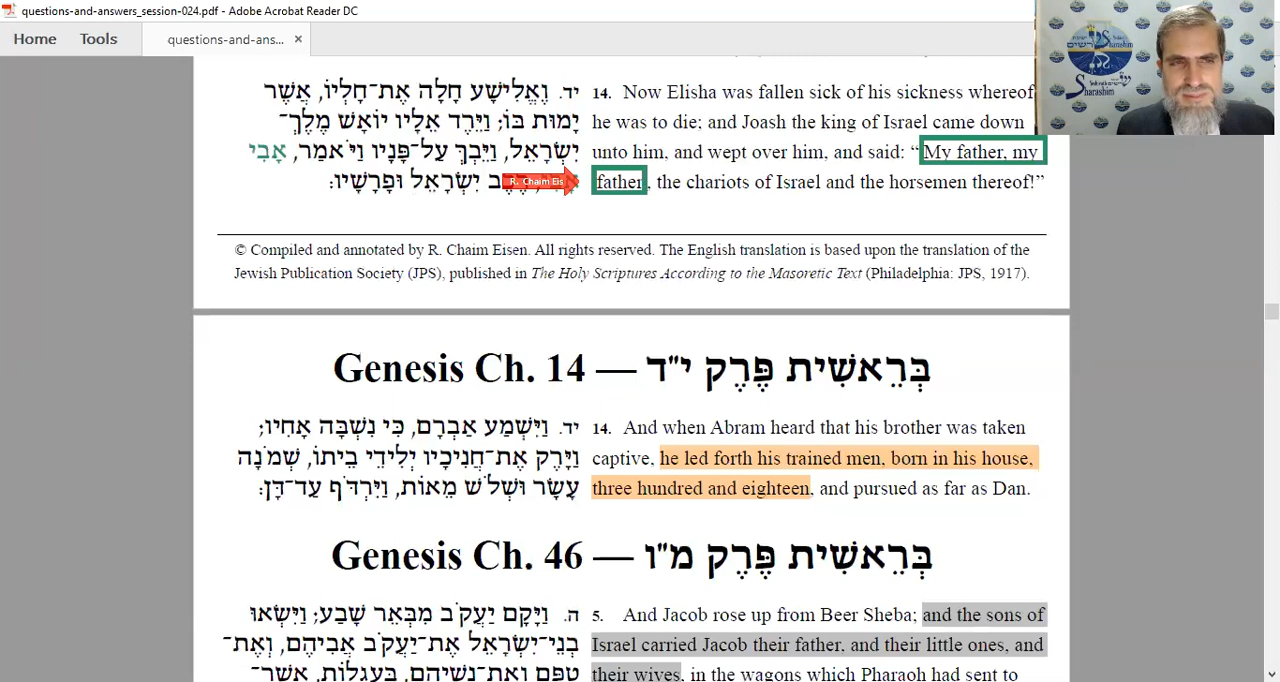 questions-and-answers_session-024.pdf - Adobe Acrobat Reader DC
Home Tools questions-and-ans... ×
יד. וֶאֱלִישָׁע חָלָה אֶת־חָלְיוֹ, אֲשֶׁר
יָמוּת בּוֹ; וַיֵּרֶד אֵלָיו יוֹאָשׁ מֶלֶךְ־
יִשְׂרָאֵל, וַיֵּבְךְּ עַל־פָּנָיו וַיֹּאמַר, אָבִי
רֶכֶב יִשְׂרָאֵל וּפָרָשָׁיו:
R. Chaim Eis
14. Now Elisha was fallen sick of his sickness whereof
he was to die; and Joash the king of Israel came down
unto him, and wept over him, and said: “My father, my
father, the chariots of Israel and the horsemen thereof!”
© Compiled and annotated by R. Chaim Eisen. All rights reserved. The English translation is based upon the translation of the
Jewish Publication Society (JPS), published in The Holy Scriptures According to the Masoretic Text (Philadelphia: JPS, 1917).
Genesis Ch. 14 — בְּרֵאשִׁית פֶּרֶק י״ד
יד. וַיִּשְׁמַע אַבְרָם, כִּי נִשְׁבָּה אָחִיו;
וַיָּרֶק אֶת־חֲנִיכָיו יְלִידֵי בֵיתוֹ, שְׁמֹנָה
עָשָׂר וּשְׁלֹשׁ מֵאוֹת, וַיִּרְדֹּף עַד־דָּן:
14. And when Abram heard that his brother was taken
captive, he led forth his trained men, born in his house,
three hundred and eighteen, and pursued as far as Dan.
Genesis Ch. 46 — בְּרֵאשִׁית פֶּרֶק מ״ו
ה. וַיָּקָם יַעֲקֹב מִבְּאֵר שָׁבַע; וַיִּשְׂאוּ
בְנֵי־יִשְׂרָאֵל אֶת־יַעֲקֹב אֲבִיהֶם, וְאֶת־
טַפָּם וְאֶת־נְשֵׁיהֶם, בָּעֲגָלוֹת, אֲשֶׁר־
5. And Jacob rose up from Beer Sheba; and the sons of
Israel carried Jacob their father, and their little ones, and
their wives, in the wagons which Pharaoh had sent to
Sharashim